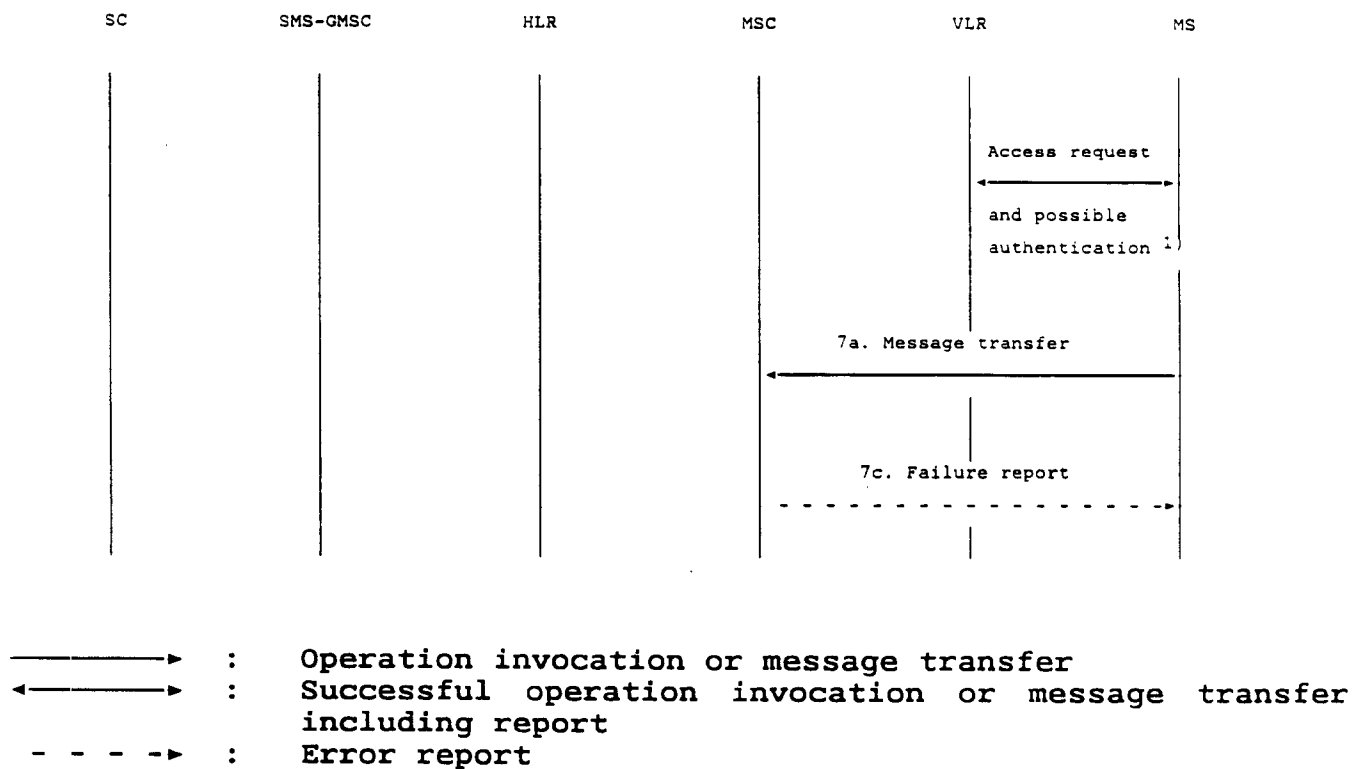 SC SMS-GMSC HLR MSC VLR MS
Access request
and possible
authentication 1)
7a. Message transfer
7c. Failure report
: Operation invocation or message transfer
: Successful operation invocation or message transfer
including report
: Error report